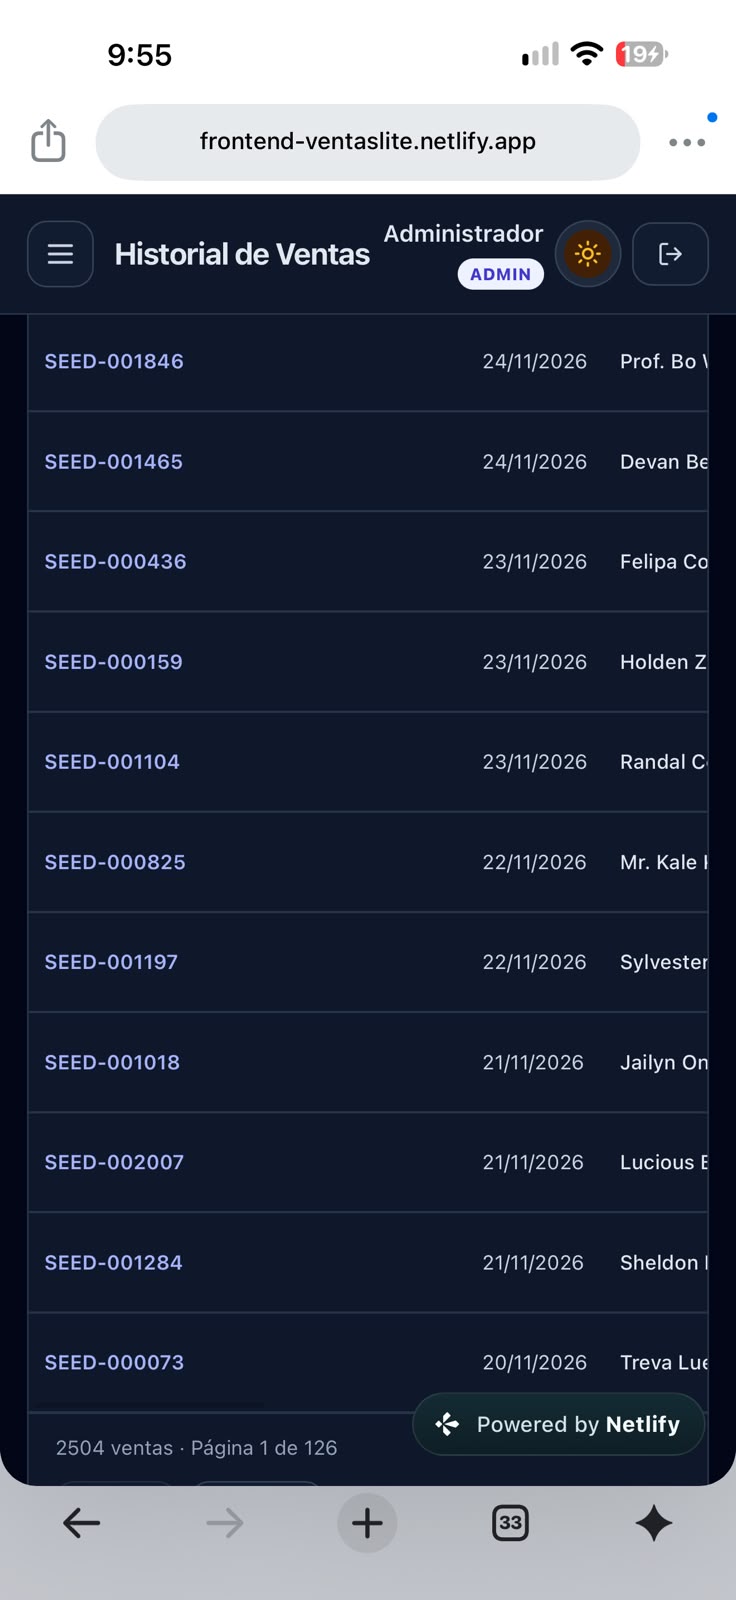 9:55
19
frontend-ventaslite.netlify.app
Historial de Ventas
Administrador
ADMIN
SEED-001846 24/11/2026 Prof. Bo
SEED-001465 24/11/2026 Devan Be
SEED-000436 23/11/2026 Felipa Co
SEED-000159 23/11/2026 Holden Z
SEED-001104 23/11/2026 Randal C
SEED-000825 22/11/2026 Mr. Kale
SEED-001197 22/11/2026 Sylvester
SEED-001018 21/11/2026 Jailyn On
SEED-002007 21/11/2026 Lucious
SEED-001284 21/11/2026 Sheldon
SEED-000073 20/11/2026 Treva Lue
2504 ventas · Página 1 de 126
Powered by Netlify
33